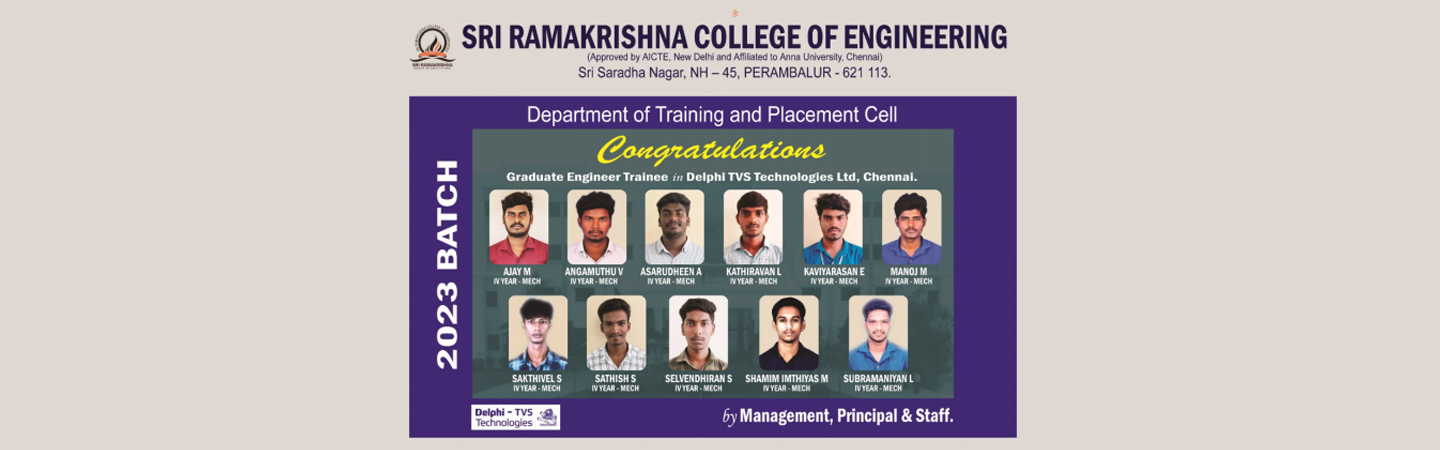 ॐ
SRI RAMAKRISHNA COLLEGE OF ENGINEERING
(Approved by AICTE, New Delhi and Affiliated to Anna University, Chennai)
Sri Saradha Nagar, NH – 45, PERAMBALUR - 621 113.
SRI RAMAKRISHNA
Department of Training and Placement Cell
2023 BATCH
Congratulations
Graduate Engineer Trainee in Delphi TVS Technologies Ltd, Chennai.
AJAY M ANGAMUTHU V ASARUDHEEN A KATHIRAVAN L KAVIYARASAN E MANOJ M
IV YEAR - MECH IV YEAR - MECH IV YEAR - MECH IV YEAR - MECH IV YEAR - MECH IV YEAR - MECH
SAKTHIVEL S SATHISH S SELVENDHIRAN S SHAMIM IMTHIYAS M SUBRAMANIYAN L
IV YEAR - MECH IV YEAR - MECH IV YEAR - MECH IV YEAR - MECH IV YEAR - MECH
Delphi – TVS
Technologies
by Management, Principal & Staff.